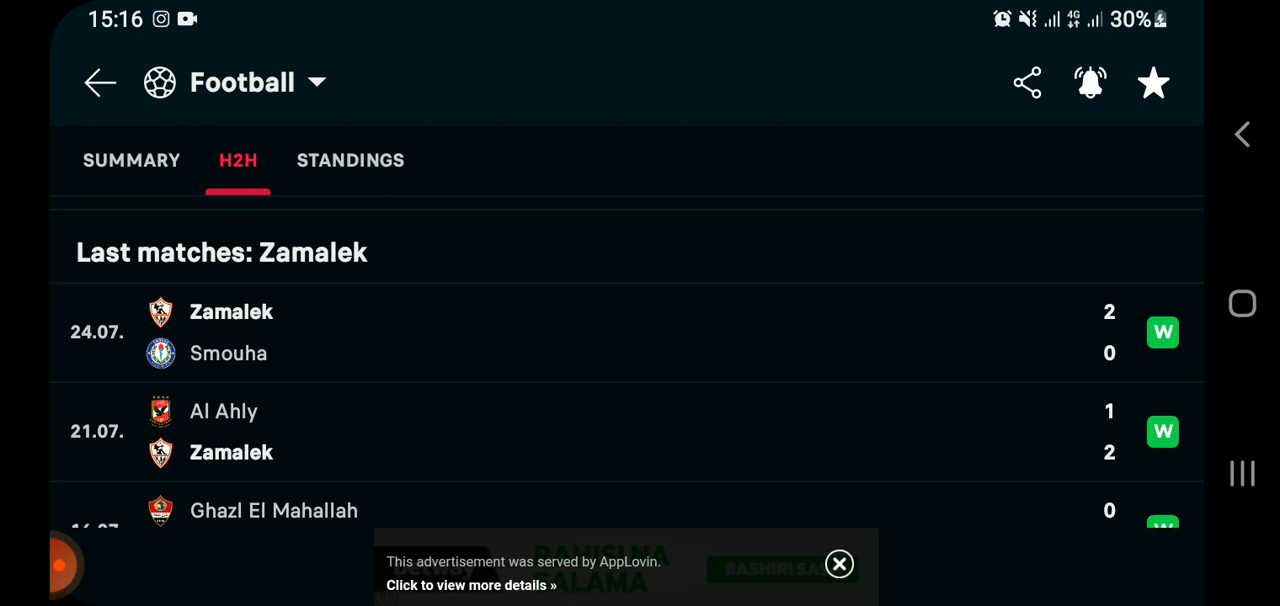 15:16 4G 30%
Football
SUMMARY H2H STANDINGS
Last matches: Zamalek
24.07. Zamalek 2 W
Smouha 0
21.07. Al Ahly 1 W
Zamalek 2
Ghazl El Mahallah 0
This advertisement was served by AppLovin.
Click to view more details »